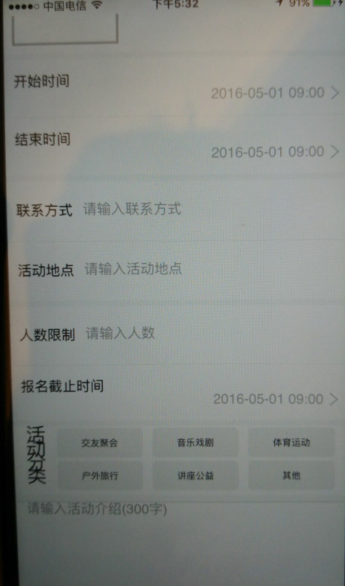 中国电信 下午5:32 91%
开始时间
2016-05-01 09:00
结束时间
2016-05-01 09:00
联系方式 请输入联系方式
活动地点 请输入活动地点
人数限制 请输入人数
报名截止时间
2016-05-01 09:00
活动分类
交友聚会 音乐戏剧 体育运动
户外旅行 讲座公益 其他
请输入活动介绍(300字)